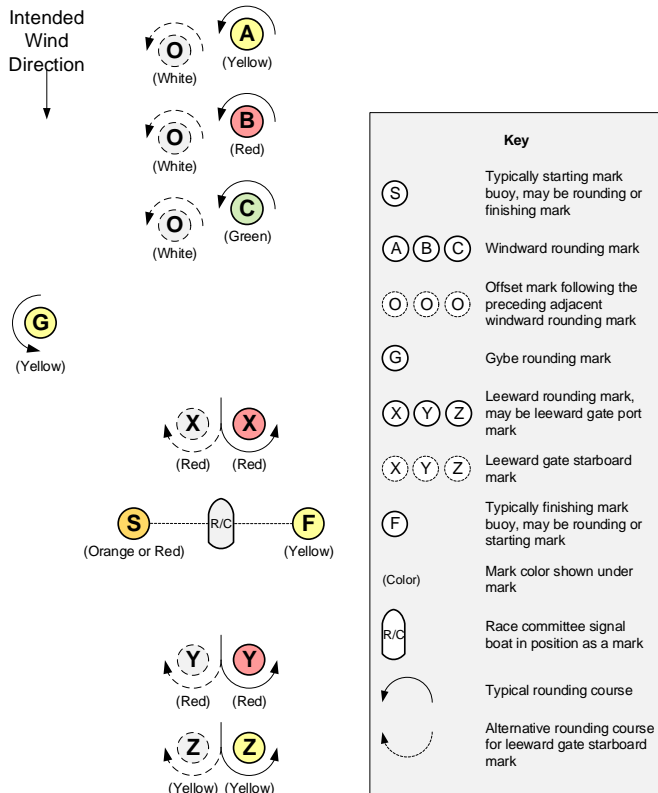 Intended
Wind
Direction
O
A
(White)
(Yellow)
O
B
(White)
(Red)
O
C
(White)
(Green)
G
(Yellow)
X
X
(Red)
(Red)
S
R/C
F
(Orange or Red)
(Yellow)
Y
Y
(Red)
(Red)
Z
Z
(Yellow)
(Yellow)
Key
S
Typically starting mark
buoy, may be rounding or
finishing mark
A B C
Windward rounding mark
O O O
Offset mark following the
preceding adjacent
windward rounding mark
G
Gybe rounding mark
X Y Z
Leeward rounding mark,
may be leeward gate port
mark
X Y Z
Leeward gate starboard
mark
F
Typically finishing mark
buoy, may be rounding or
starting mark
(Color)
Mark color shown under
mark
R/C
Race committee signal
boat in position as a mark
Typical rounding course
Alternative rounding course
for leeward gate starboard
mark